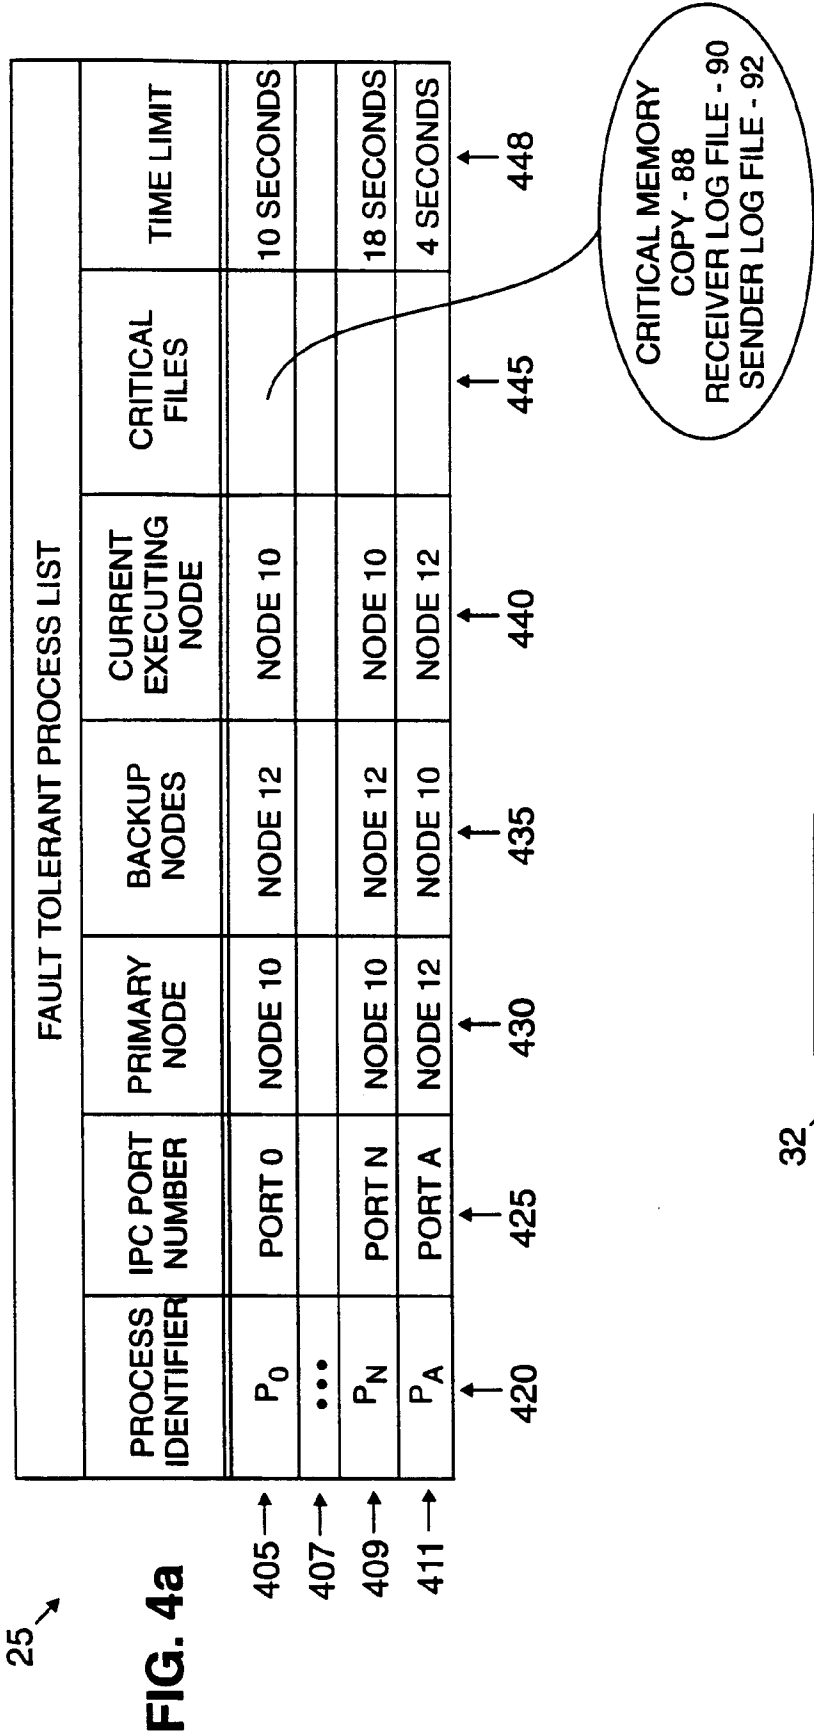 25
FIG. 4a
FAULT TOLERANT PROCESS LIST
PROCESS IDENTIFIER IPC PORT NUMBER PRIMARY NODE BACKUP NODES CURRENT EXECUTING NODE CRITICAL FILES TIME LIMIT
405 P0 PORT 0 NODE 10 NODE 12 NODE 10 10 SECONDS
407 •••
409 PN PORT N NODE 10 NODE 12 NODE 10 18 SECONDS
411 PA PORT A NODE 12 NODE 10 NODE 12 4 SECONDS
420 425 430 435 440 445 448
CRITICAL MEMORY
COPY - 88
RECEIVER LOG FILE - 90
SENDER LOG FILE - 92
32